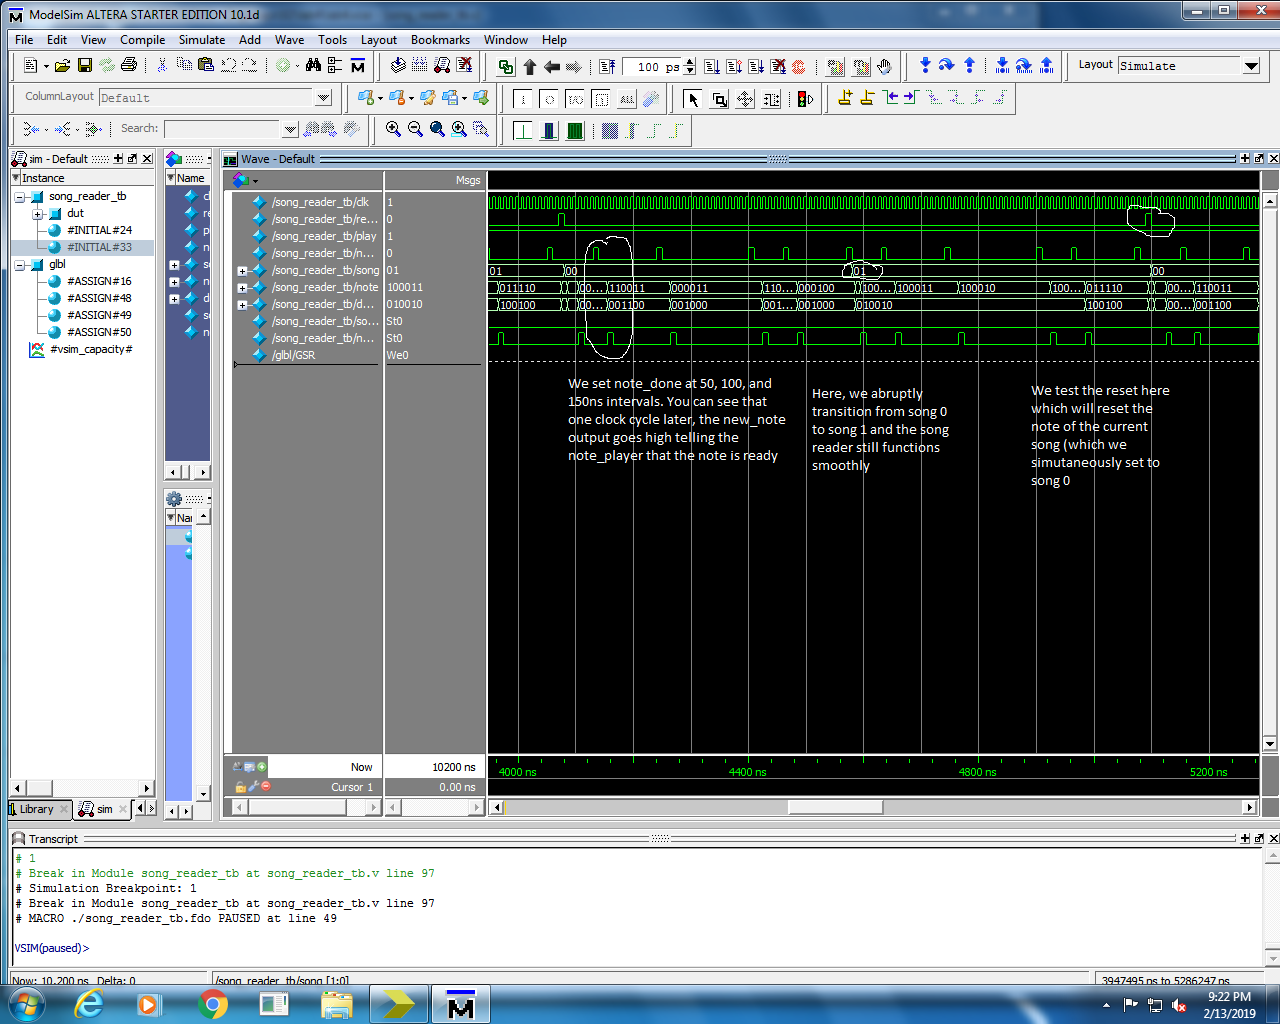 ModelSim ALTERA STARTER EDITION 10.1d
File Edit View Compile Simulate Add Wave Tools Layout Bookmarks Window Help
100 ps
Layout Simulate
ColumnLayout Default
ALL
Search:
sim - Default
Wave - Default
Instance
Name
Msgs
song_reader_tb
dut
#INITIAL#24
#INITIAL#33
glbl
#ASSIGN#16
#ASSIGN#48
#ASSIGN#49
#ASSIGN#50
#vsim_capacity#
/song_reader_tb/clk 1
/song_reader_tb/re... 0
/song_reader_tb/play 1
/song_reader_tb/n... 0
/song_reader_tb/song 01 01 00 01 00
/song_reader_tb/note 100011 011110 00... 110011 000011 110... 000100 100... 100011 100010 100... 011110 00... 110011
/song_reader_tb/d... 010010 100100 00... 001100 001000 001... 001000 010010 100100 00... 001100
/song_reader_tb/so... St0
/song_reader_tb/n... St0
/glbl/GSR We0
We set note_done at 50, 100, and
150ns intervals. You can see that
one clock cycle later, the new_note
output goes high telling the
note_player that the note is ready
Here, we abruptly
transition from song 0
to song 1 and the song
reader still functions
smoothly
We test the reset here
which will reset the
note of the current
song (which we
simutaneously set to
song 0
Now 10200 ns
Cursor 1 0.00 ns
4000 ns 4400 ns 4800 ns 5200 ns
Library sim
Transcript
# 1
# Break in Module song_reader_tb at song_reader_tb.v line 97
# Simulation Breakpoint: 1
# Break in Module song_reader_tb at song_reader_tb.v line 97
# MACRO ./song_reader_tb.fdo PAUSED at line 49
VSIM(paused)>
Now: 10,200 ns Delta: 0
/song_reader_tb/song [1:0]
3947495 ps to 5286247 ps
9:22 PM
2/13/2019